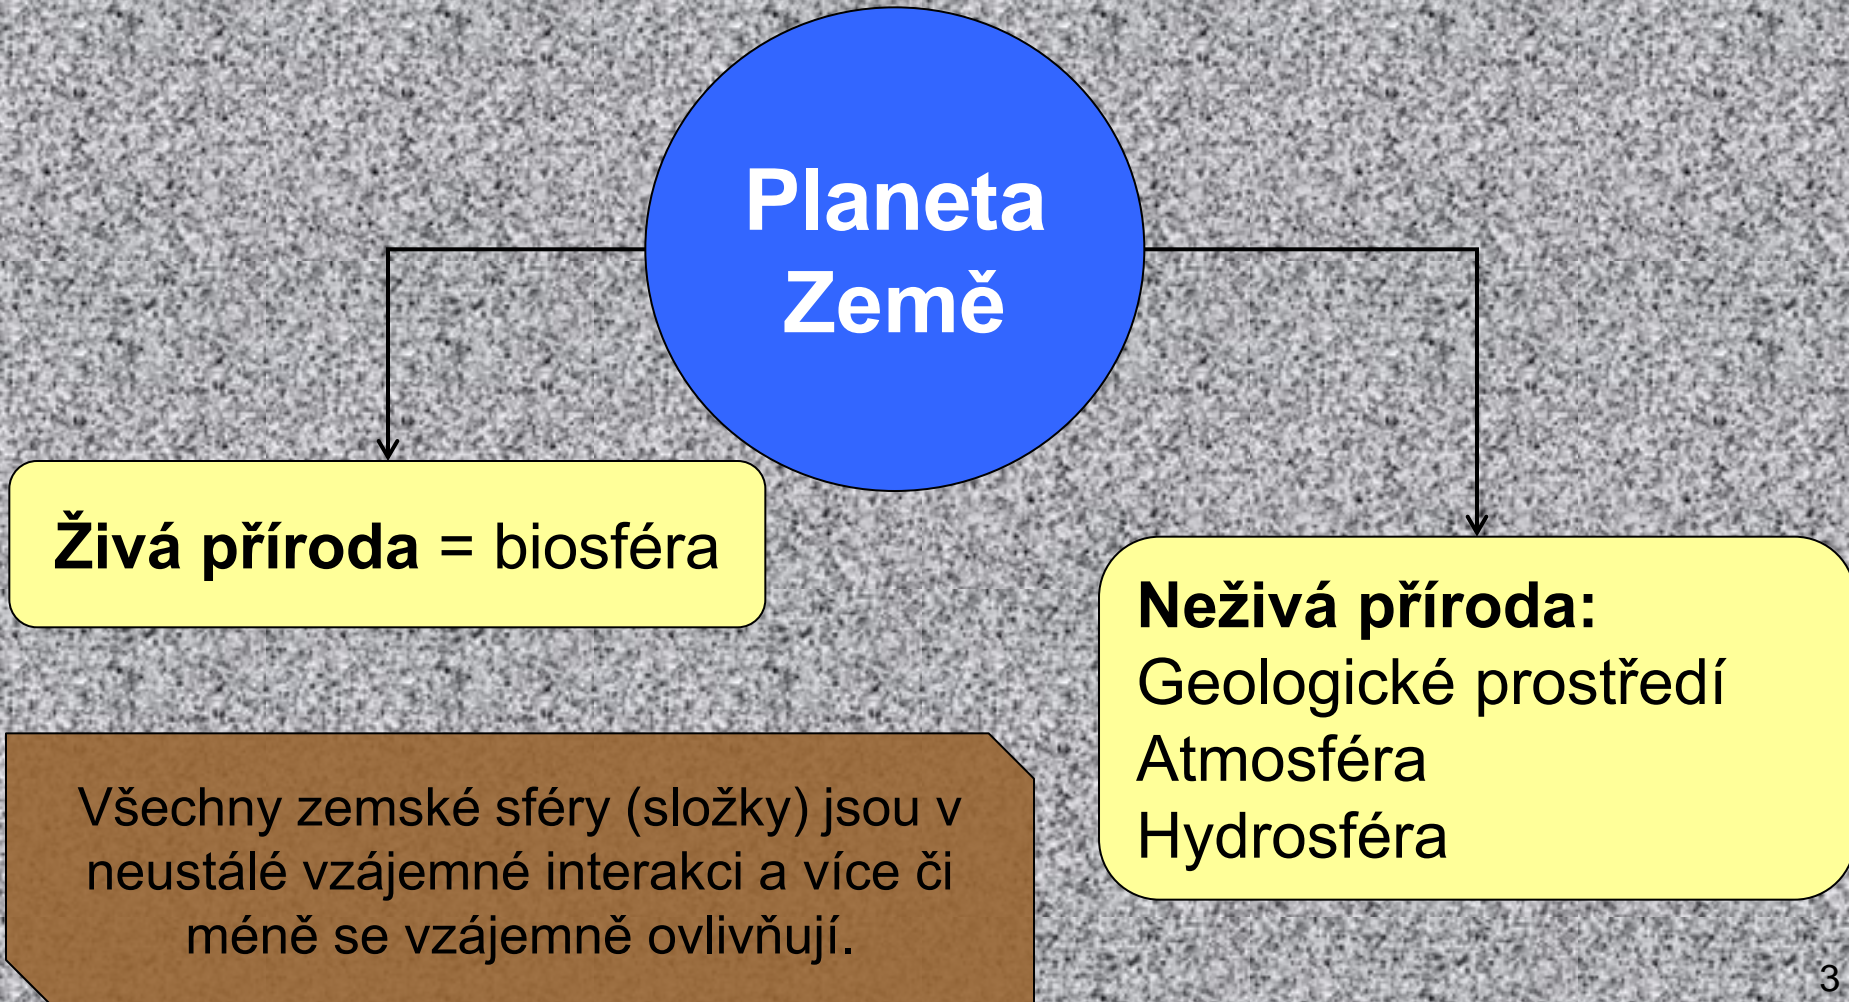 Planeta
Země
Živá příroda = biosféra
Neživá příroda:
Geologické prostředí
Atmosféra
Hydrosféra
Všechny zemské sféry (složky) jsou v
neustálé vzájemné interakci a více či
méně se vzájemně ovlivňují.
3